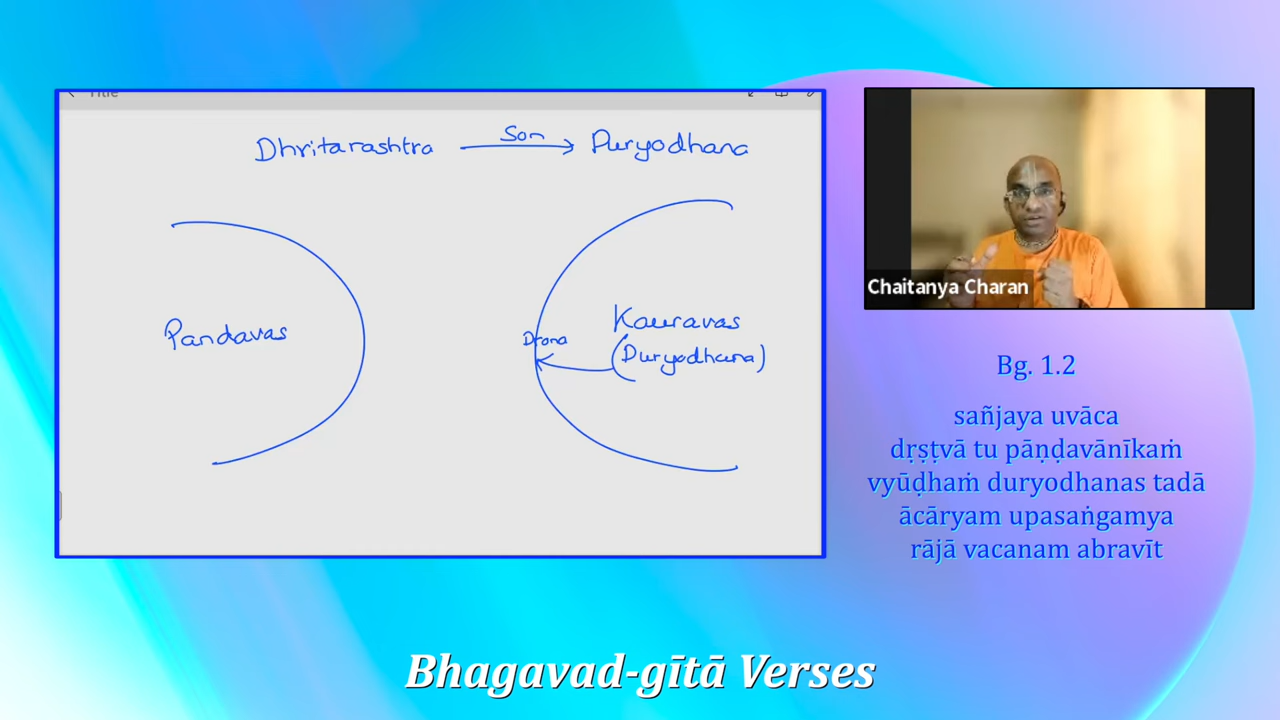 Title
Dhritarashtra Son Duryodhana
Pandavas
Drona
Kauravas
(Duryodhana)
Chaitanya Charan
Bg. 1.2
sañjaya uvāca
dṛṣṭvā tu pāṇḍavānīkaṁ
vyūḍhaṁ duryodhanas tadā
ācāryam upasaṅgamya
rājā vacanam abravīt
Bhagavad-gītā Verses